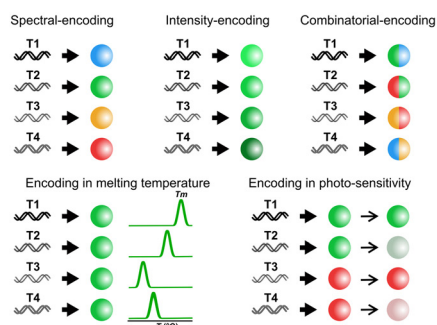 Spectral-encoding
T1
T2
T3
T4
Intensity-encoding
T1
T2
T3
T4
Combinatorial-encoding
T1
T2
T3
T4
Encoding in melting temperature
Tm
T1
T2
T3
T4
Encoding in photo-sensitivity
T1
T2
T3
T4